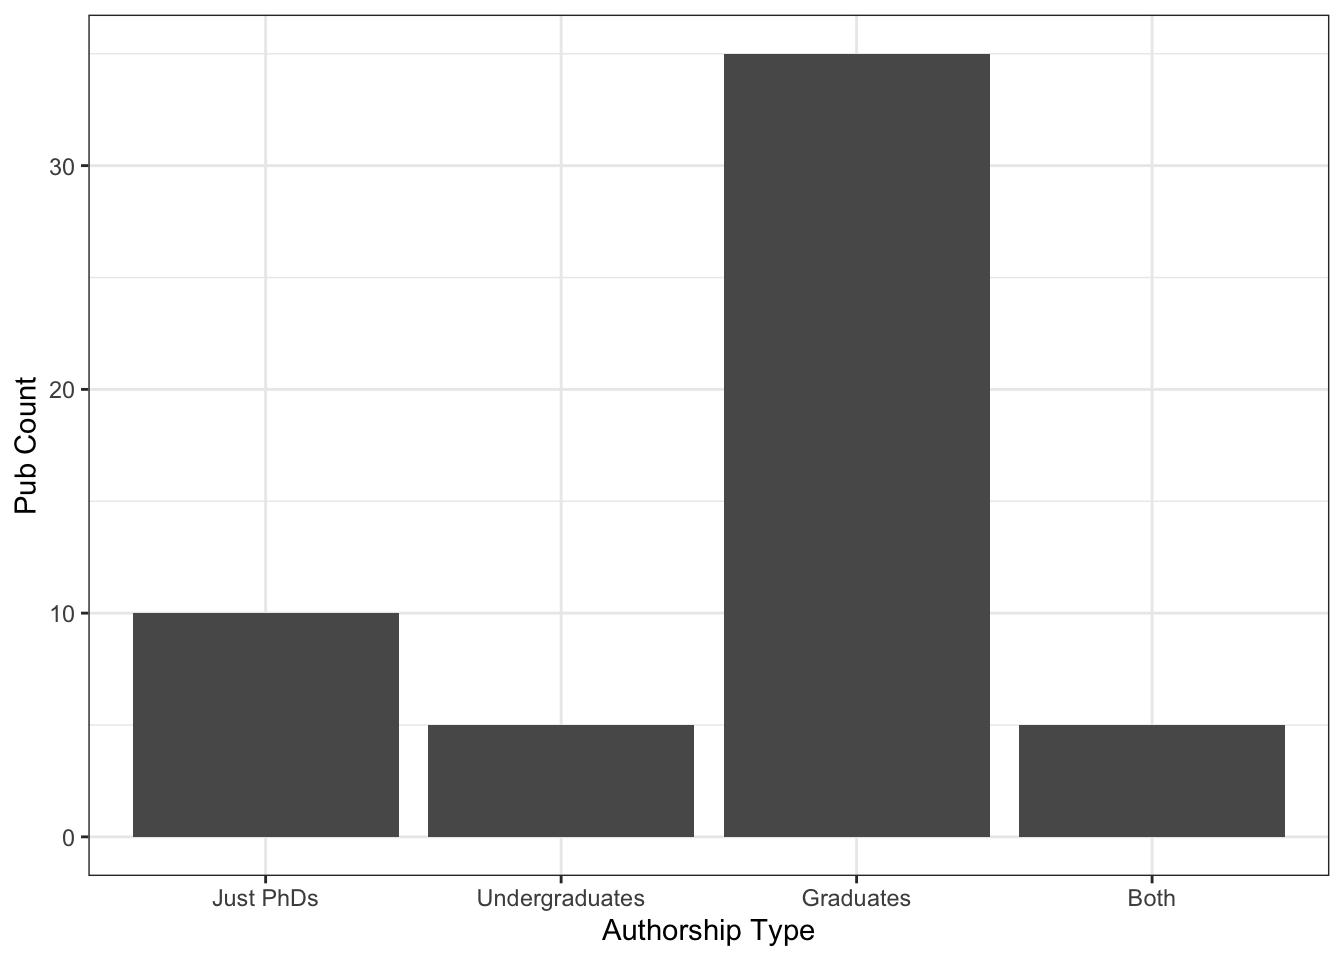 Pub Count
30
20
10
0
Just PhDs
Undergraduates
Graduates
Both
Authorship Type